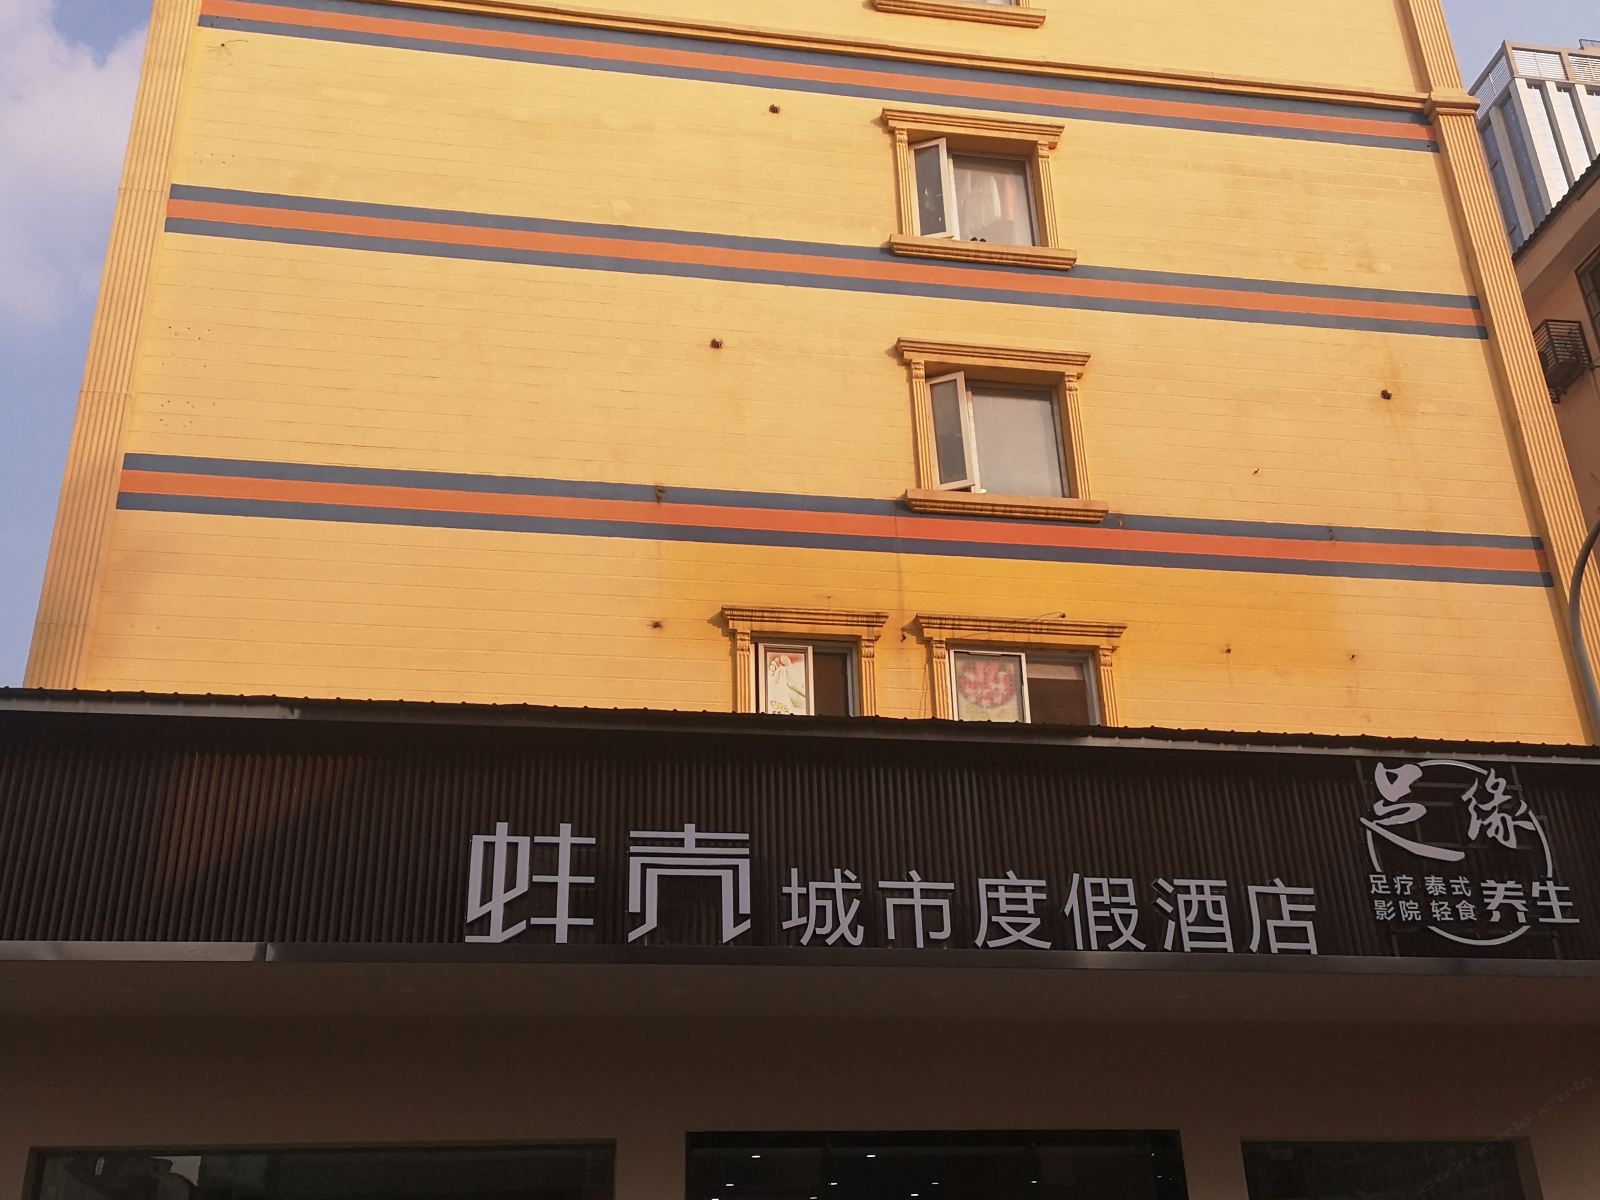 蚌壳 城市度假酒店
足缘
足疗 泰式
影院 轻食
养生